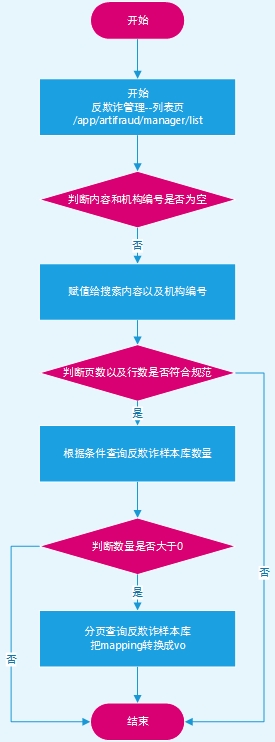 开始
开始
反欺诈管理--列表页
/app/artifraud/manager/list
判断内容和机构编号是否为空
否
赋值给搜索内容以及机构编号
判断页数以及行数是否符合规范
是
根据条件查询反欺诈样本库数量
判断数量是否大于0
否
是
分页查询反欺诈样本库
把mapping转换成vo
否
结束